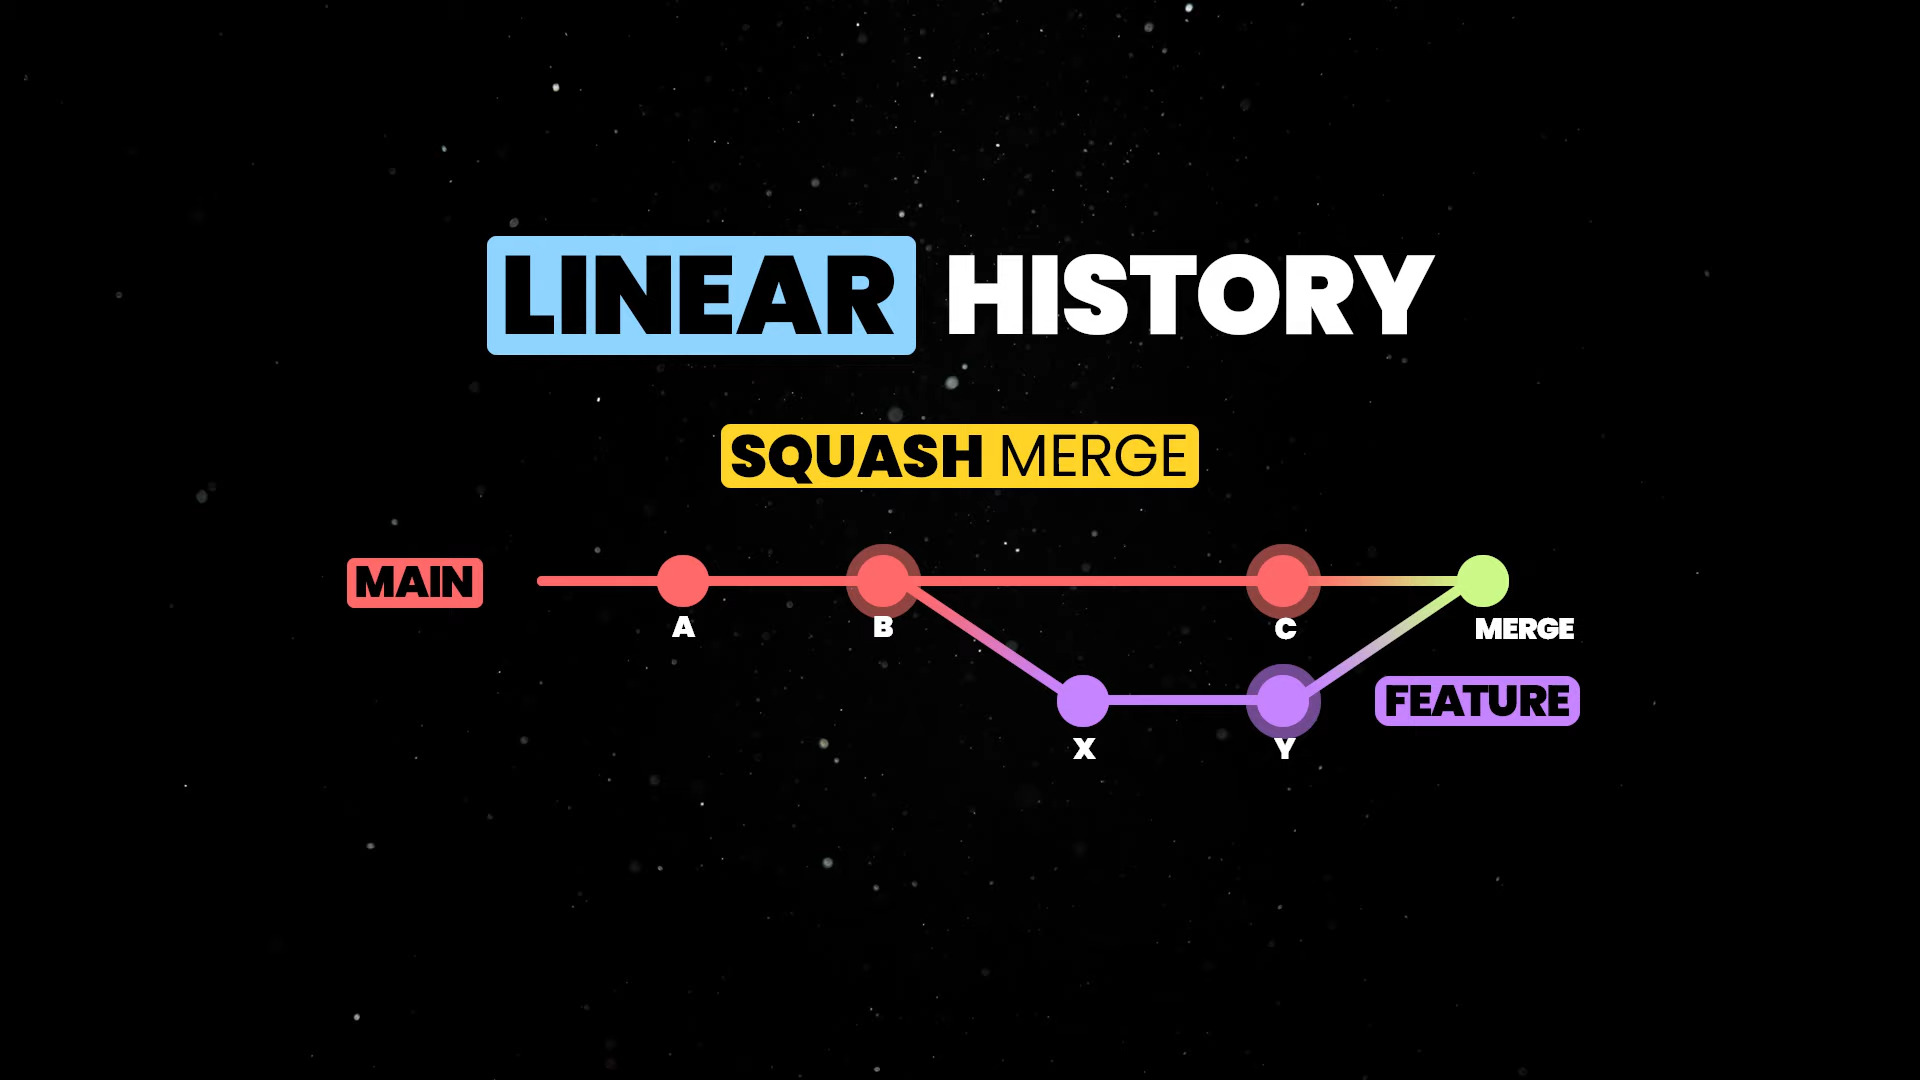 LINEAR HISTORY
SQUASH MERGE
MAIN
A
B
C
MERGE
FEATURE
X
Y